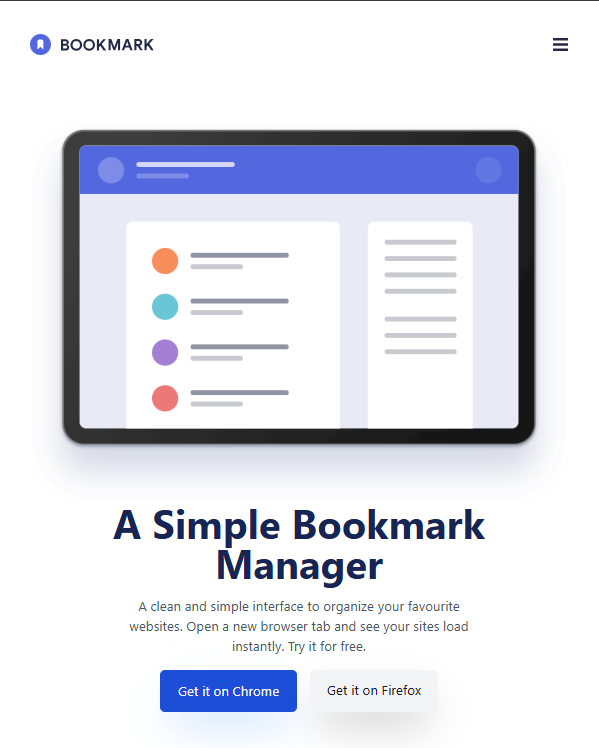 BOOKMARK
A Simple Bookmark
Manager
A clean and simple interface to organize your favourite
websites. Open a new browser tab and see your sites load
instantly. Try it for free.
Get it on Chrome
Get it on Firefox